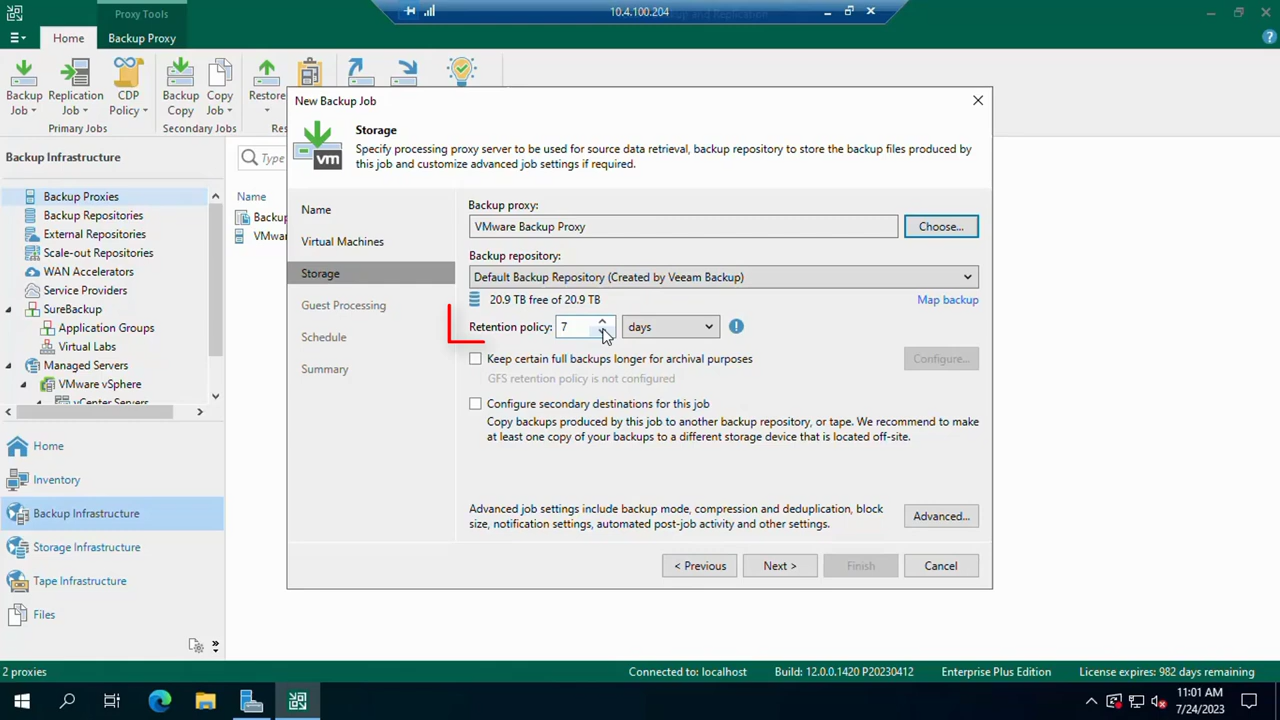 Proxy Tools
10.4.100.204
Home
Backup Proxy
Backup
Job
Replication
Job
CDP
Policy
Backup
Copy
Copy
Job
Restore
Primary Jobs
Secondary Jobs
New Backup Job
Storage
Specify processing proxy server to be used for source data retrieval, backup repository to store the backup files produced by
this job and customize advanced job settings if required.
vm
Backup Infrastructure
Backup Proxies
Backup Repositories
External Repositories
Scale-out Repositories
WAN Accelerators
Service Providers
SureBackup
Application Groups
Virtual Labs
Managed Servers
VMware vSphere
vCenter Servers
Home
Inventory
Backup Infrastructure
Storage Infrastructure
Tape Infrastructure
Files
Name
Name
Virtual Machines
Storage
Guest Processing
Schedule
Summary
Backup proxy:
VMware Backup Proxy
Choose...
Backup repository:
Default Backup Repository (Created by Veeam Backup)
20.9 TB free of 20.9 TB
Map backup
Retention policy: 7 days
Keep certain full backups longer for archival purposes
Configure...
GFS retention policy is not configured
Configure secondary destinations for this job
Copy backups produced by this job to another backup repository, or tape. We recommend to make
at least one copy of your backups to a different storage device that is located off-site.
Advanced job settings include backup mode, compression and deduplication, block
size, notification settings, automated post-job activity and other settings.
Advanced...
< Previous
Next >
Finish
Cancel
2 proxies
Connected to: localhost
Build: 12.0.0.1420 P20230412
Enterprise Plus Edition
License expires: 982 days remaining
11:01 AM
7/24/2023